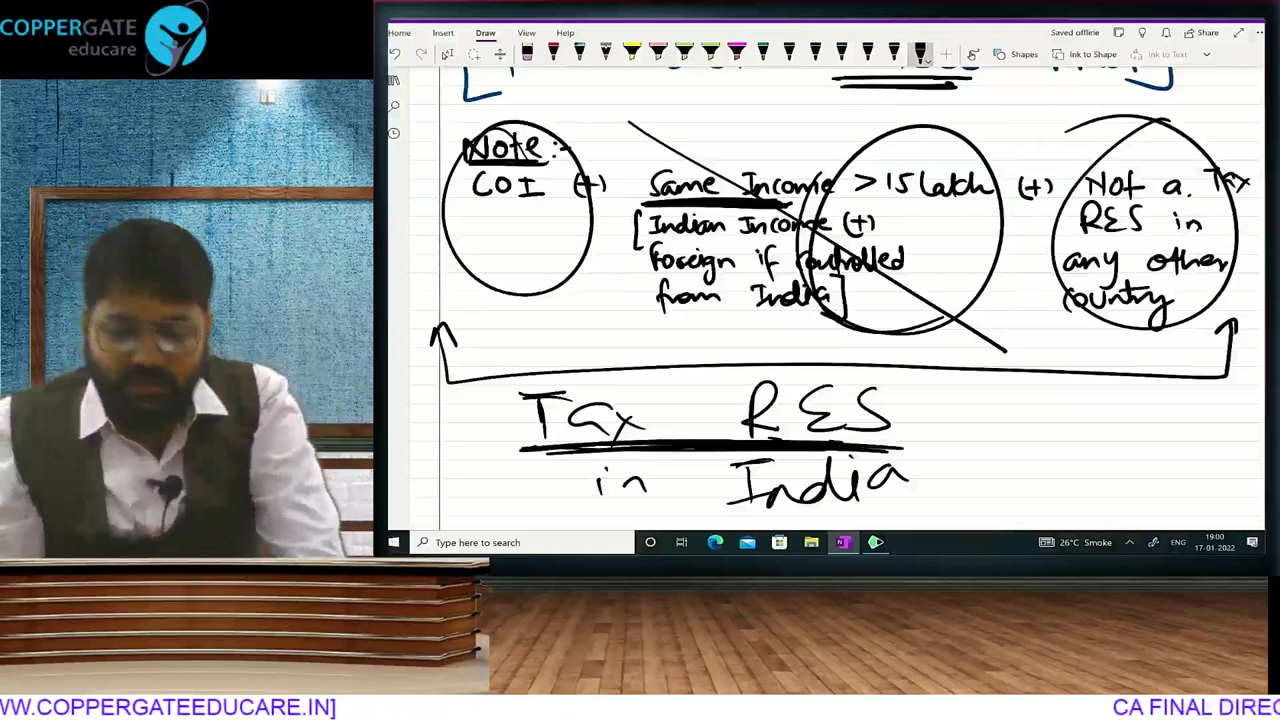 COPPERGATE
educare
Home Insert Draw View Help
Saved offline
Share
Shapes
Ink to Shape
Ink to Text
Note:-
COI (+) Same Income > 15 Lakh (+) Not a. Tax
[Indian Income (+) RES in
Foreign if controlled any other
from India] country
Tax RES
in India
Type here to search
26°C Smoke
ENG
19:00
17-01-2022
WW.COPPERGATEEDUCARE.IN]
CA FINAL DIREC